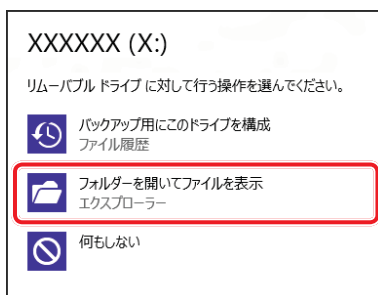 XXXXXX (X:)
リムーバブル ドライブ に対して行う操作を選んでください。
バックアップ用にこのドライブを構成
ファイル履歴
フォルダーを開いてファイルを表示
エクスプローラー
何もしない